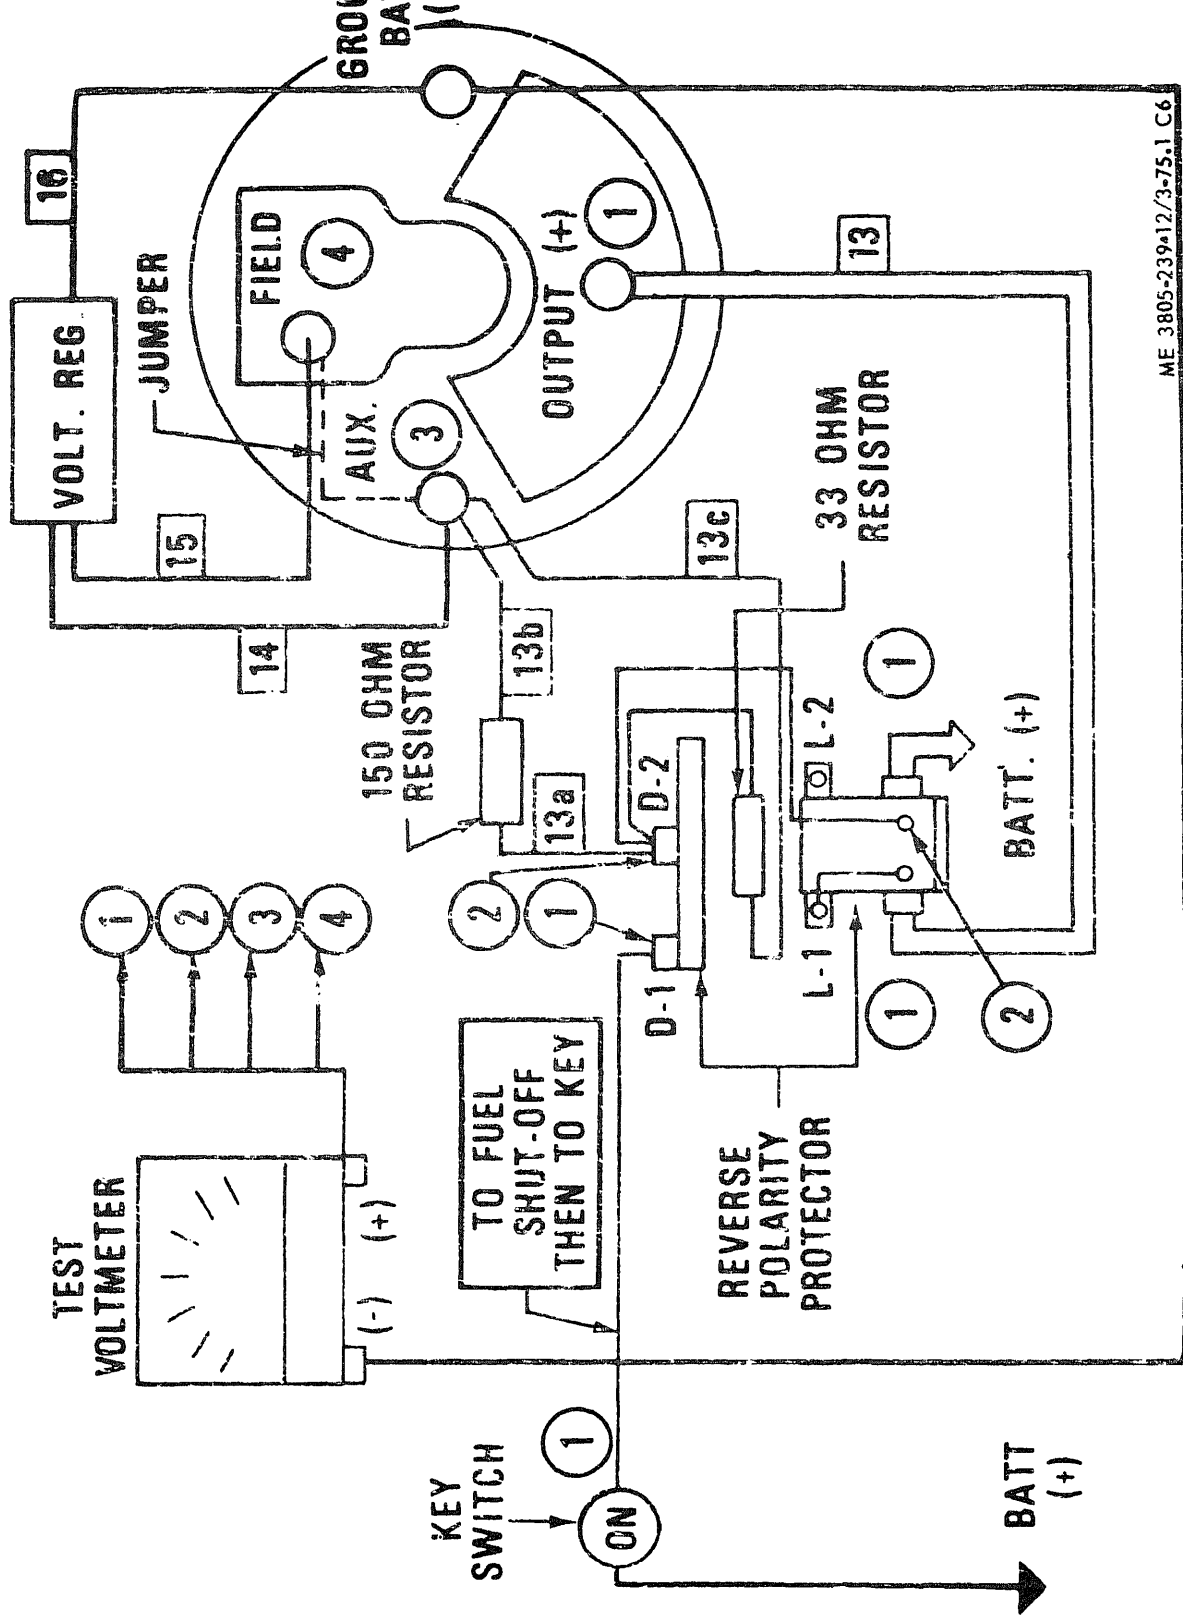 TEST
VOLTMETER
(-)
(+)
1
2
3
4
KEY
SWITCH
ON
1
BATT
(+)
TO FUEL
SHUT-OFF
THEN TO KEY
REVERSE
POLARITY
PROTECTOR
D-1
D-2
2
1
L-1
L-2
1
2
1
BATT. (+)
150 OHM
RESISTOR
13a
13b
13c
33 OHM
RESISTOR
14
15
16
VOLT. REG
JUMPER
FIELD
4
AUX.
3
OUTPUT (+)
1
13
ME 3805-239-12/3-75.1 C6